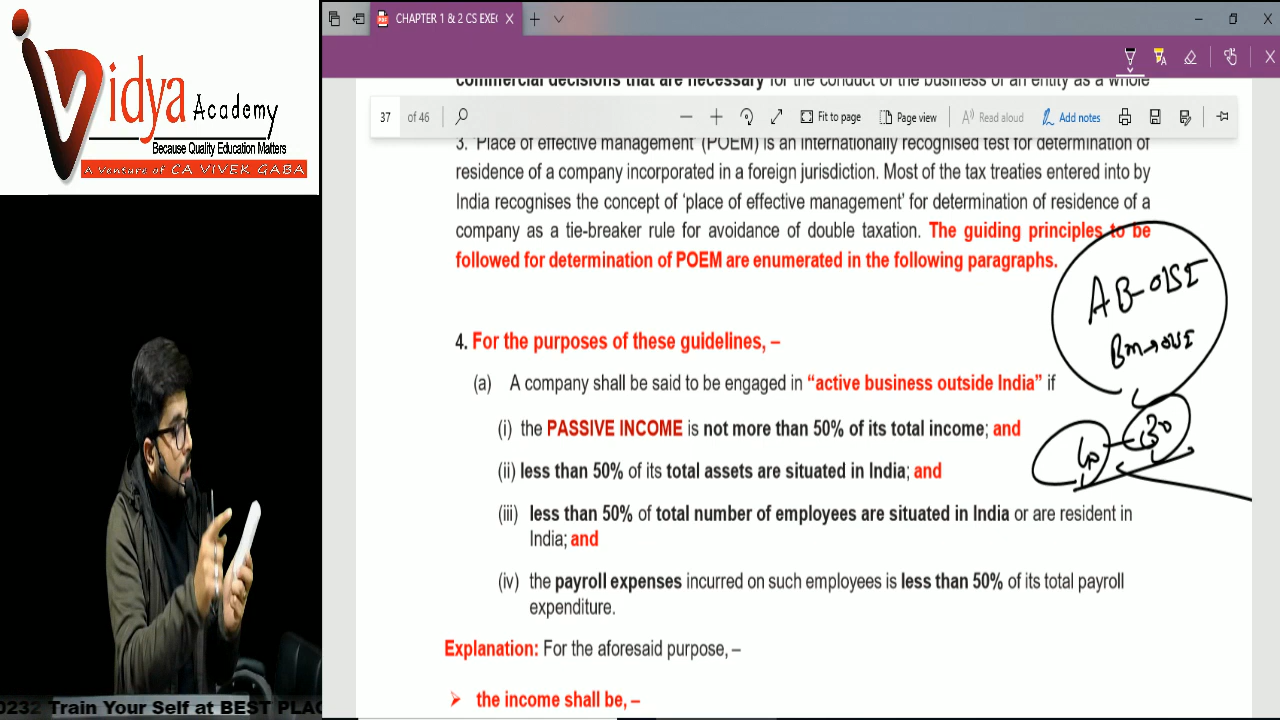 Vidya Academy
Because Quality Education Matters
A Venture of CA VIVEK GABA
CHAPTER 1 & 2 CS EXEC
37 of 46
Fit to page
Page view
Read aloud
Add notes
commercial decisions that are necessary for the conduct of the business of an entity as a whole
3. 'Place of effective management' (POEM) is an internationally recognised test for determination of
residence of a company incorporated in a foreign jurisdiction. Most of the tax treaties entered into by
India recognises the concept of 'place of effective management' for determination of residence of a
company as a tie-breaker rule for avoidance of double taxation. The guiding principles to be
followed for determination of POEM are enumerated in the following paragraphs.
AB-OSI
BM→OSI
4. For the purposes of these guidelines, –
(a) A company shall be said to be engaged in "active business outside India" if
(i) the PASSIVE INCOME is not more than 50% of its total income; and
(ii) less than 50% of its total assets are situated in India; and
(iii) less than 50% of total number of employees are situated in India or are resident in
India; and
(iv) the payroll expenses incurred on such employees is less than 50% of its total payroll
expenditure.
Explanation: For the aforesaid purpose, –
the income shall be, –
0232 Train Your Self at BEST PLAC